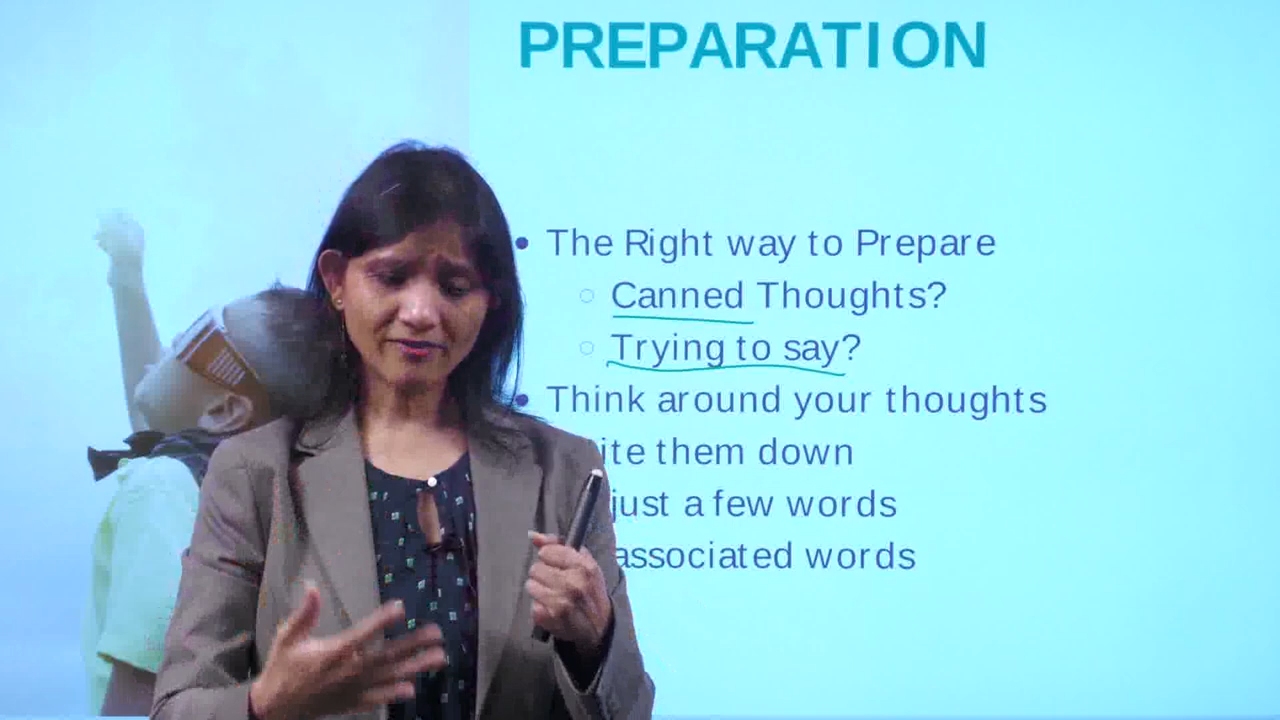 PREPARATION
• The Right way to Prepare
○ Canned Thoughts?
○ Trying to say?
• Think around your thoughts
ite them down
just a few words
associated words